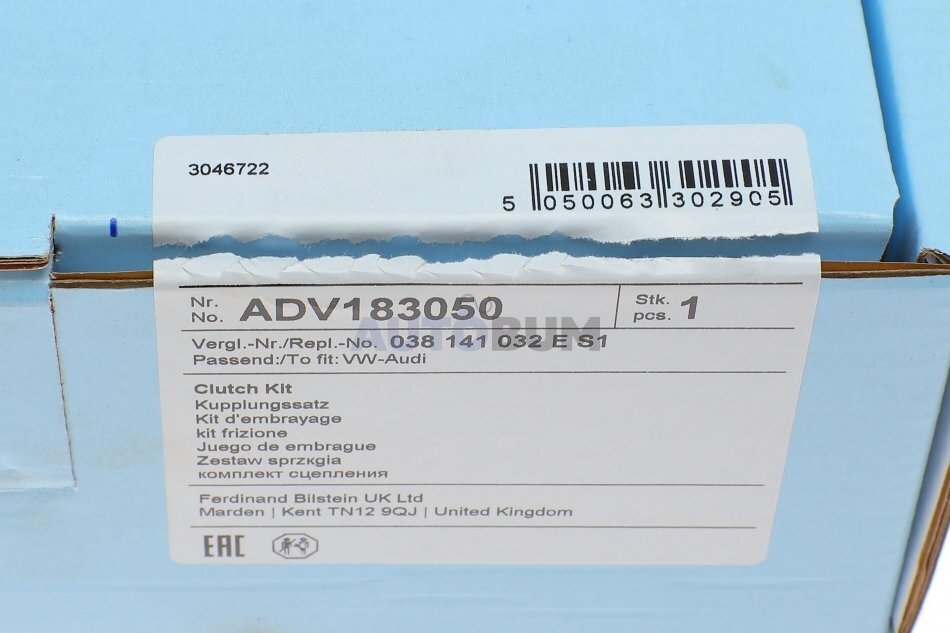 3046722
5 050063 302905
Nr.
No. ADV183050
Stk.
pcs. 1
AUTOBUM
Vergl.-Nr./Repl.-No. 038 141 032 E S1
Passend:/To fit: VW-Audi
Clutch Kit
Kupplungssatz
Kit d'embrayage
kit frizione
Juego de embrague
Zestaw sprzкgia
комплект сцепления
Ferdinand Bilstein UK Ltd
Marden | Kent TN12 9QJ | United Kingdom
EAC